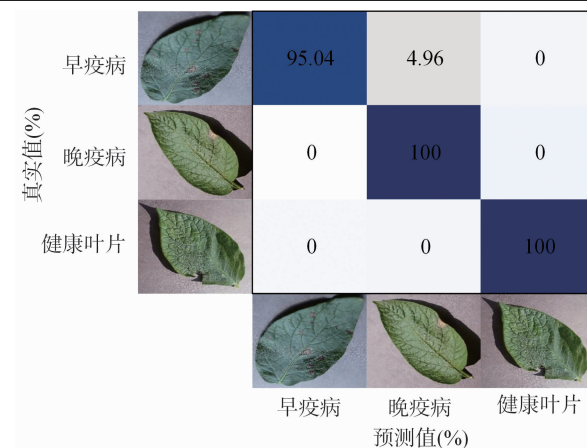 真实值(%)
早疫病
95.04 4.96 0
晚疫病
0 100 0
健康叶片
0 0 100
早疫病 晚疫病 健康叶片
预测值(%)